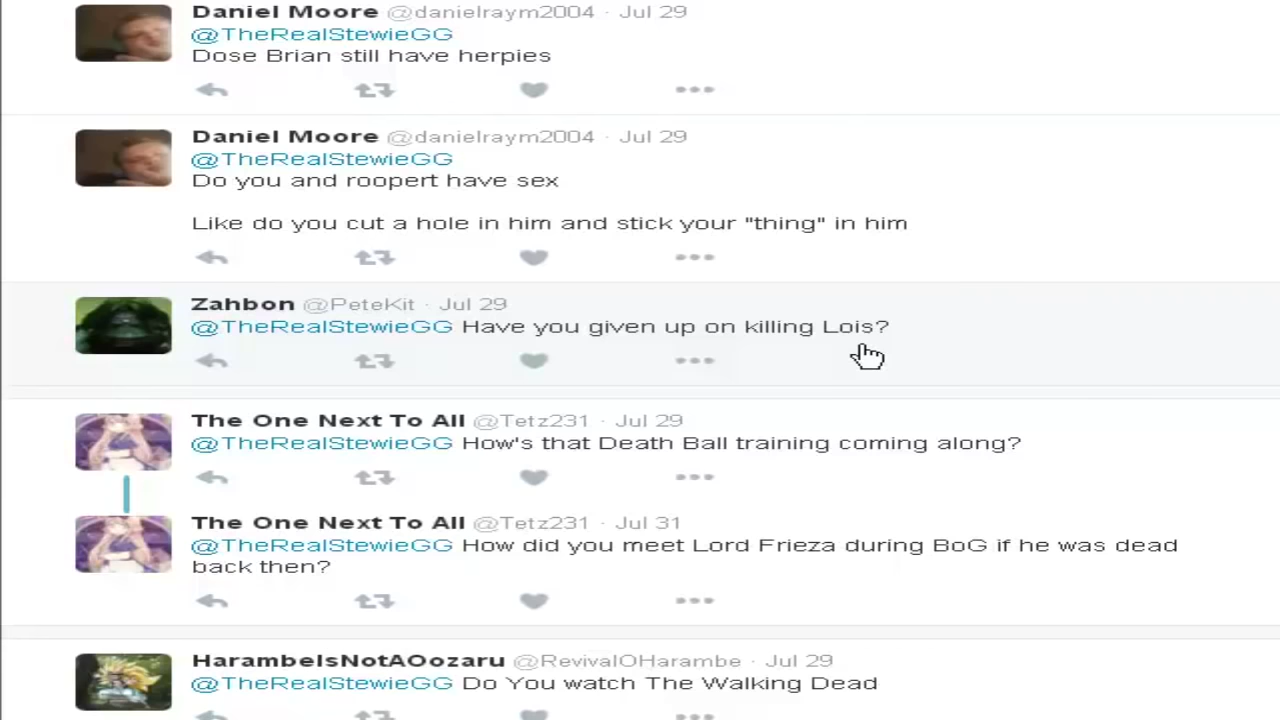 Daniel Moore @danielraym2004 · Jul 29
@TheRealStewieGG
Dose Brian still have herpies
Daniel Moore @danielraym2004 · Jul 29
@TheRealStewieGG
Do you and roopert have sex
Like do you cut a hole in him and stick your "thing" in him
Zahbon @PeteKit · Jul 29
@TheRealStewieGG Have you given up on killing Lois?
The One Next To All @Tetz231 · Jul 29
@TheRealStewieGG How's that Death Ball training coming along?
The One Next To All @Tetz231 · Jul 31
@TheRealStewieGG How did you meet Lord Frieza during BoG if he was dead
back then?
HarambeIsNotAOozaru @RevivalOHarambe · Jul 29
@TheRealStewieGG Do You watch The Walking Dead